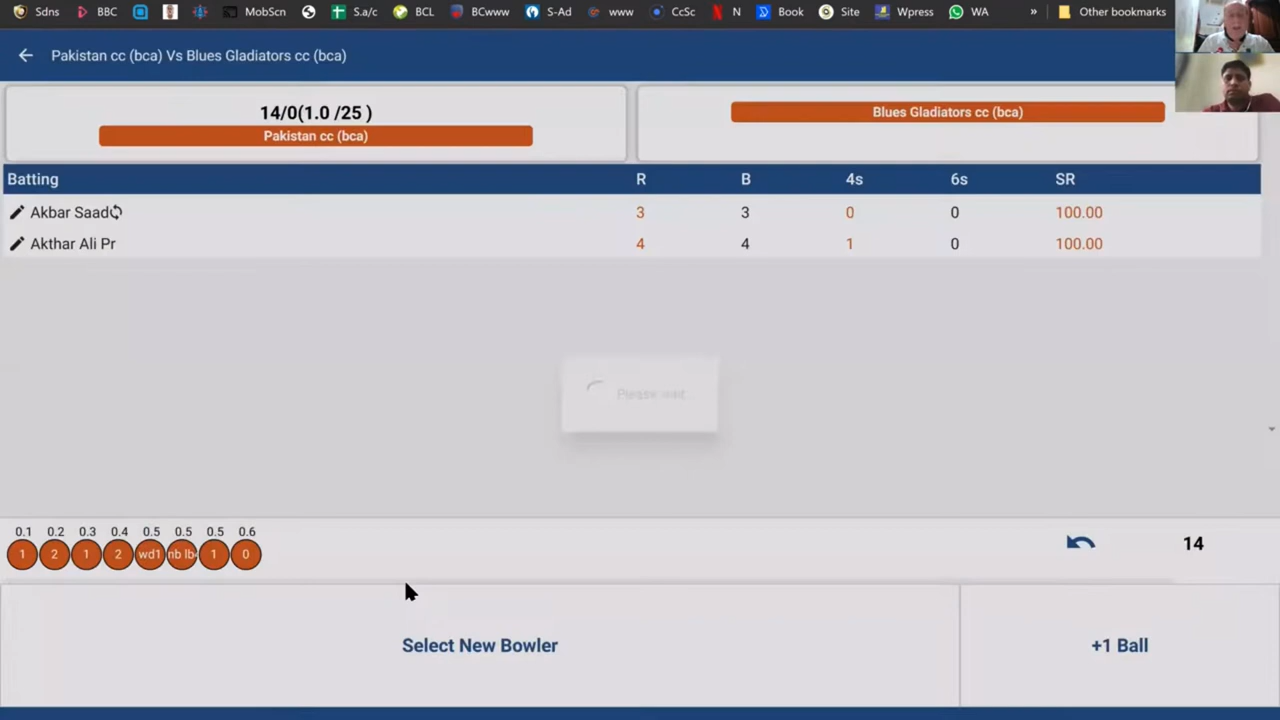 Sdns BBC MobScn S.a/c BCL BCwww S-Ad www CcSc N Book Site Wpress WA » Other bookmarks
Pakistan cc (bca) Vs Blues Gladiators cc (bca)
14/0(1.0 /25 )
Pakistan cc (bca)
Blues Gladiators cc (bca)
Batting R B 4s 6s SR
Akbar Saad 3 3 0 0 100.00
Akthar Ali Pr 4 4 1 0 100.00
Please wait...
0.1 0.2 0.3 0.4 0.5 0.5 0.5 0.6
1 2 1 2 wd1 nb lb 1 0
14
Select New Bowler +1 Ball